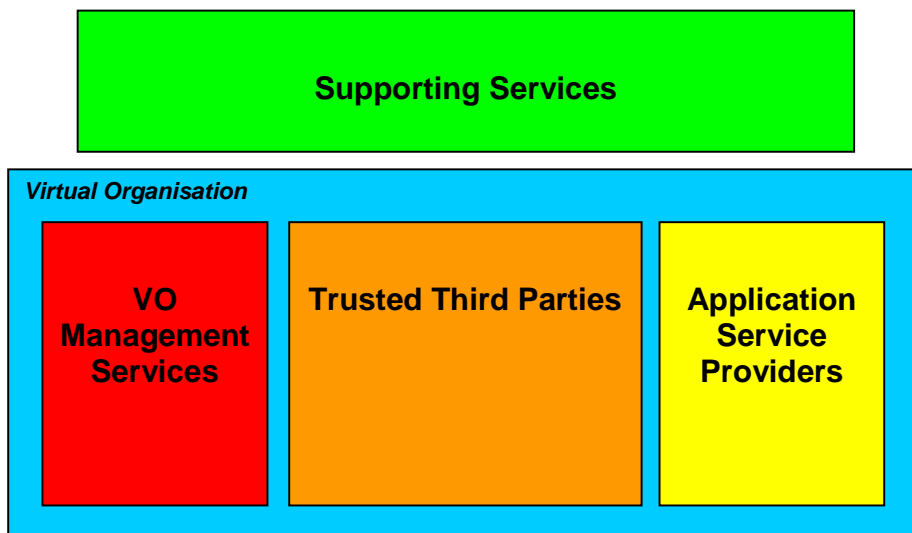 Supporting Services
Virtual Organisation
VO
Management
Services
Trusted Third Parties
Application
Service
Providers